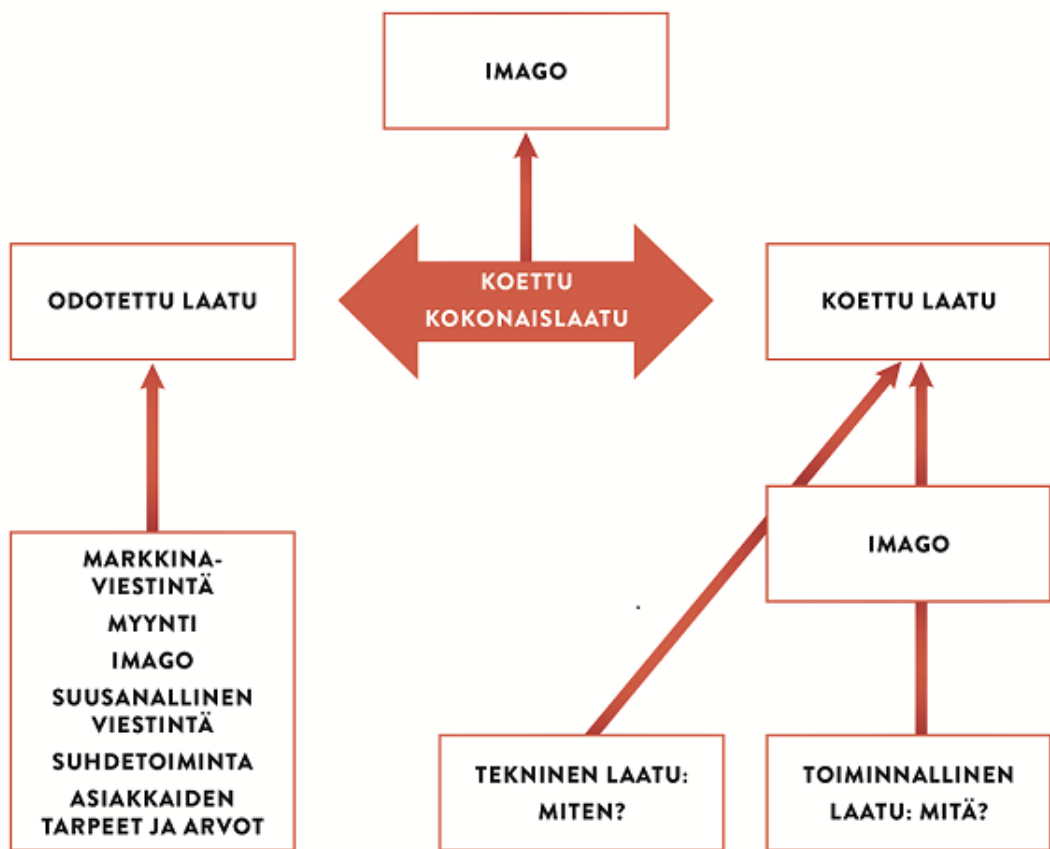 IMAGO
ODOTETTU LAATU
KOETTU
KOKONAISLAATU
KOETTU LAATU
MARKKINA-
VIESTINTÄ
MYYNTI
IMAGO
SUUSANALLINEN
VIESTINTÄ
SUHDETOIMINTA
ASIAKKAIDEN
TARPEET JA ARVOT
IMAGO
TEKNINEN LAATU:
MITEN?
TOIMINNALLINEN
LAATU: MITÄ?